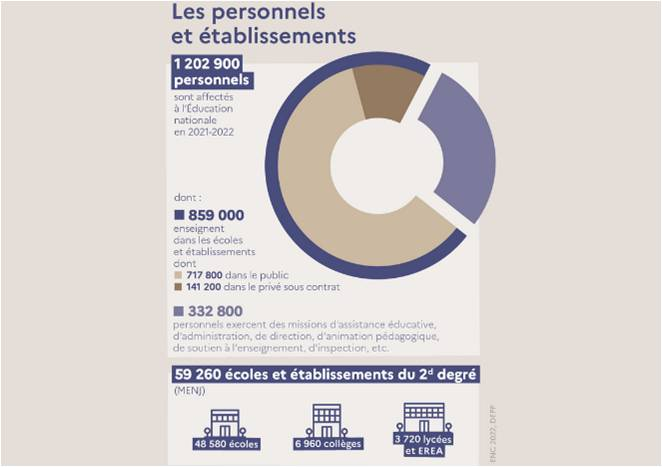 Les personnels
et établissements
1 202 900
personnels
sont affectés
à l'Éducation
nationale
en 2021-2022
dont :
859 000
enseignent
dans les écoles
et établissements
dont
717 800 dans le public
141 200 dans le privé sous contrat
332 800
personnels exercent des missions d'assistance éducative,
d'administration, de direction, d'animation pédagogique,
de soutien à l'enseignement, d'inspection, etc.
59 260 écoles et établissements du 2d degré
(MENJ)
48 580 écoles
6 960 collèges
3 720 lycées
et EREA
ENC 2022, DEPP